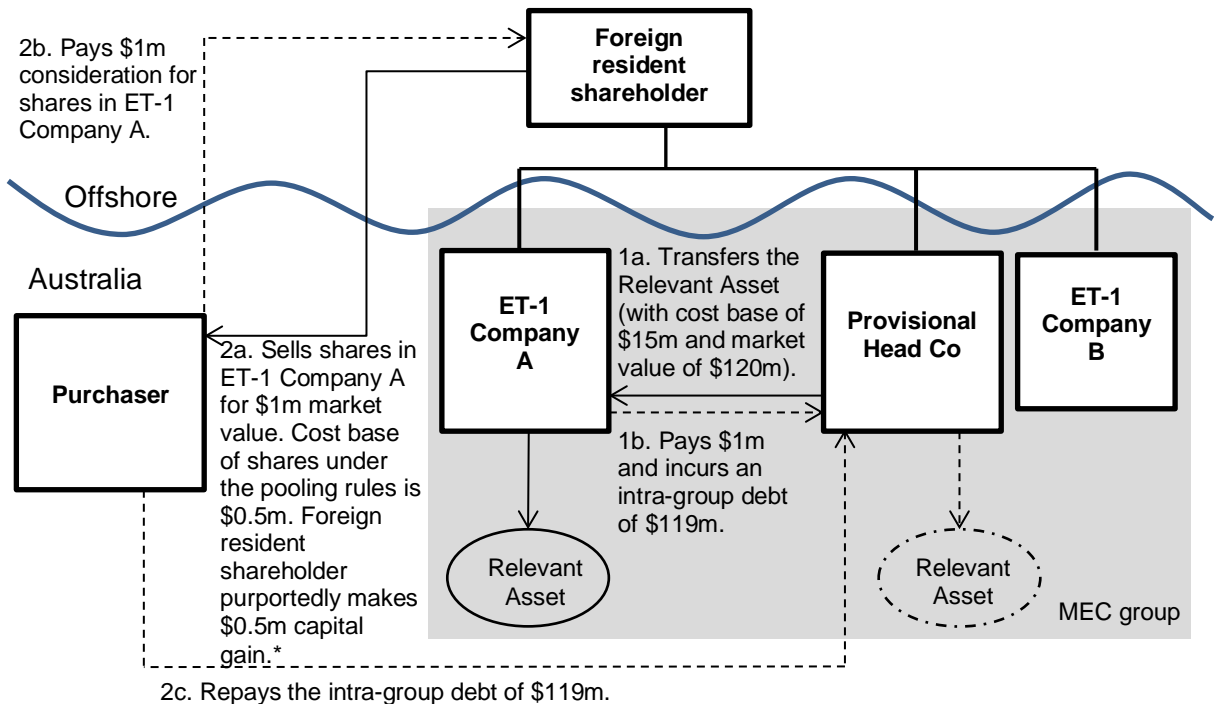 2b. Pays $1m
consideration for
shares in ET-1
Company A.
Foreign
resident
shareholder
Offshore
Australia
Purchaser
2a. Sells shares in
ET-1 Company A
for $1m market
value. Cost base
of shares under
the pooling rules is
$0.5m. Foreign
resident
shareholder
purportedly makes
$0.5m capital
gain.*
ET-1
Company
A
1a. Transfers the
Relevant Asset
(with cost base of
$15m and market
value of $120m).
1b. Pays $1m
and incurs an
intra-group debt
of $119m.
Provisional
Head Co
ET-1
Company
B
Relevant
Asset
Relevant
Asset
MEC group
2c. Repays the intra-group debt of $119m.